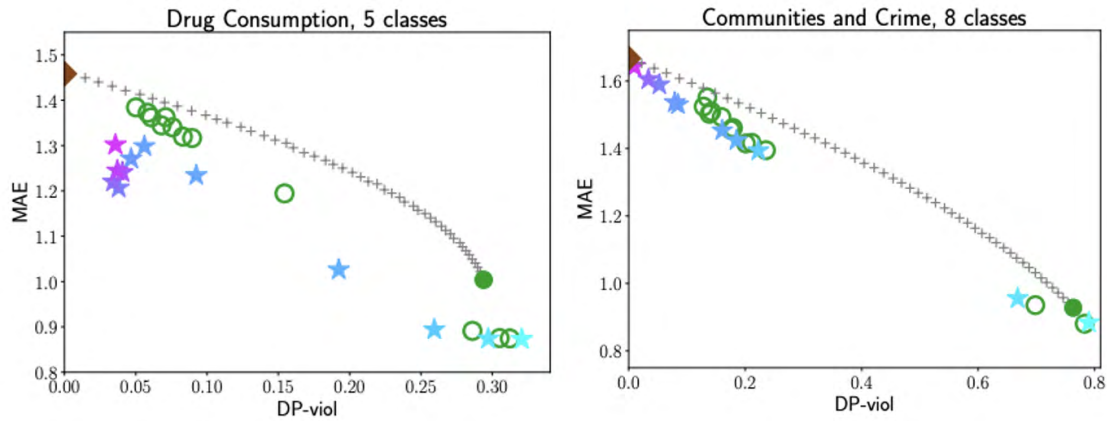 Drug Consumption, 5 classes
MAE
1.5
1.4
1.3
1.2
1.1
1.0
0.9
0.8
0.00 0.05 0.10 0.15 0.20 0.25 0.30
DP-viol
Communities and Crime, 8 classes
MAE
1.6
1.4
1.2
1.0
0.8
0.0 0.2 0.4 0.6 0.8
DP-viol